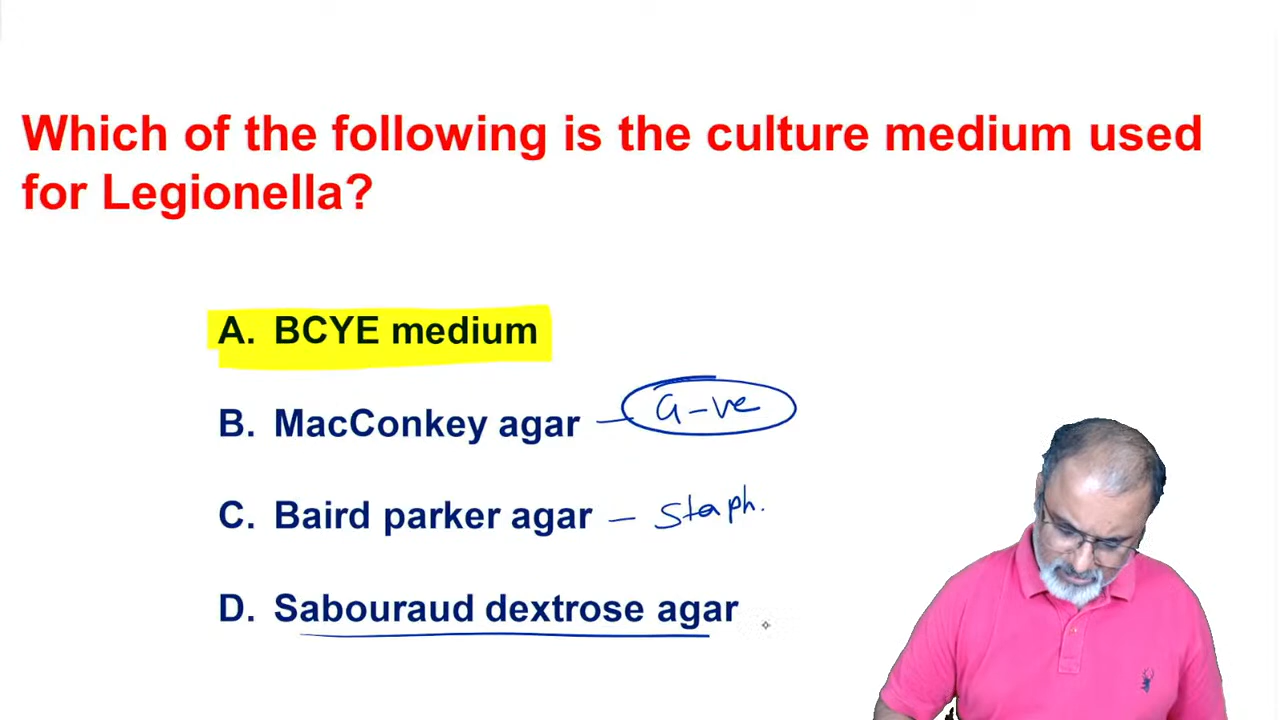 Which of the following is the culture medium used
for Legionella?
A. BCYE medium
B. MacConkey agar – G-ve
C. Baird parker agar – Staph.
D. Sabouraud dextrose agar